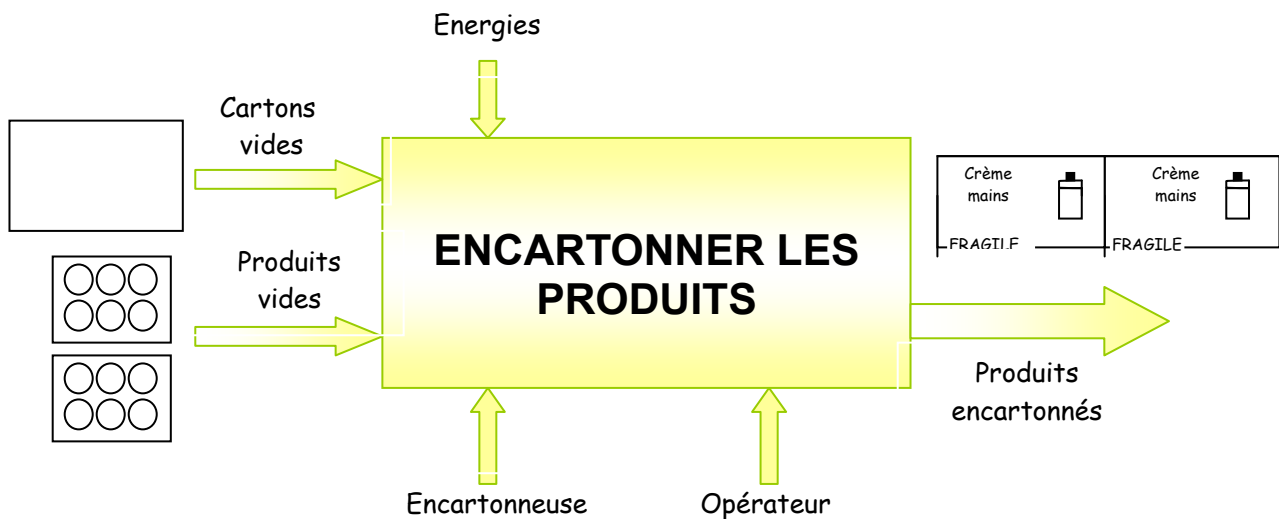 Energies
Cartons
vides
Produits
vides
ENCARTONNER LES
PRODUITS
Crème
mains
FRAGILE
Crème
mains
FRAGILE
Produits
encartonnés
Encartonneuse
Opérateur